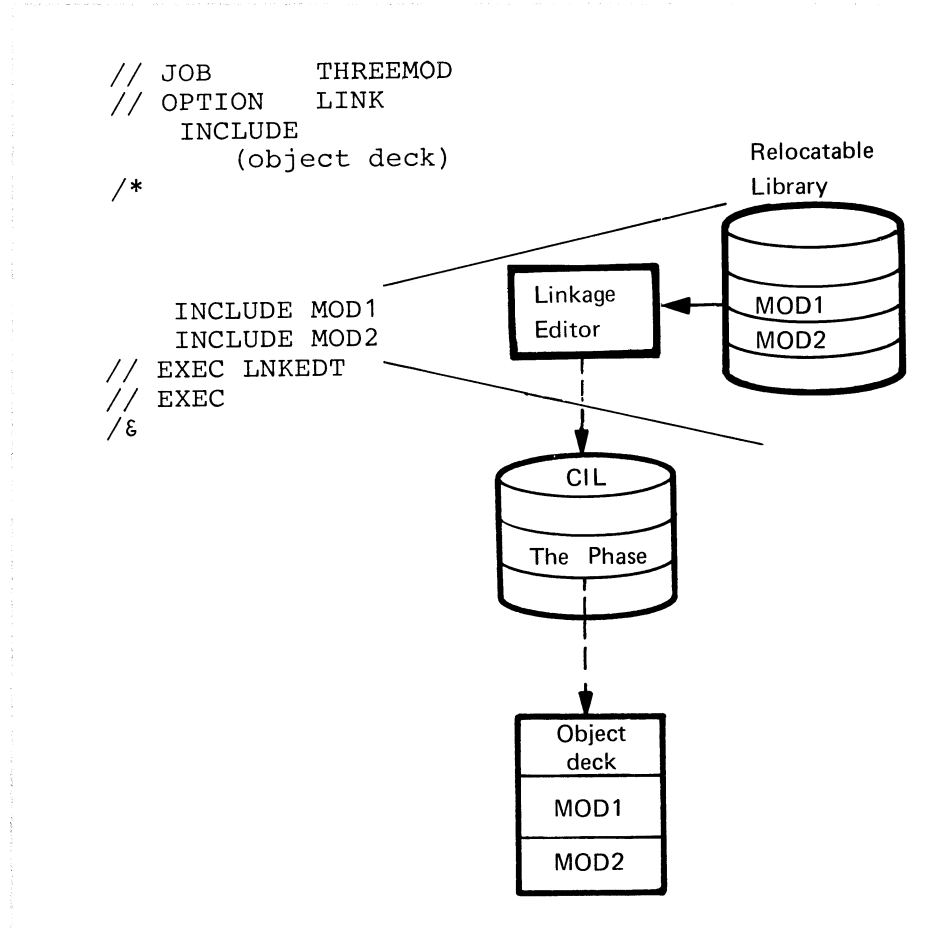 // JOB THREEMOD
// OPTION LINK
INCLUDE
(object deck)
/*
INCLUDE MOD1
INCLUDE MOD2
// EXEC LNKEDT
// EXEC
/&
Relocatable
Library
MOD1
MOD2
Linkage
Editor
CIL
The Phase
Object
deck
MOD1
MOD2